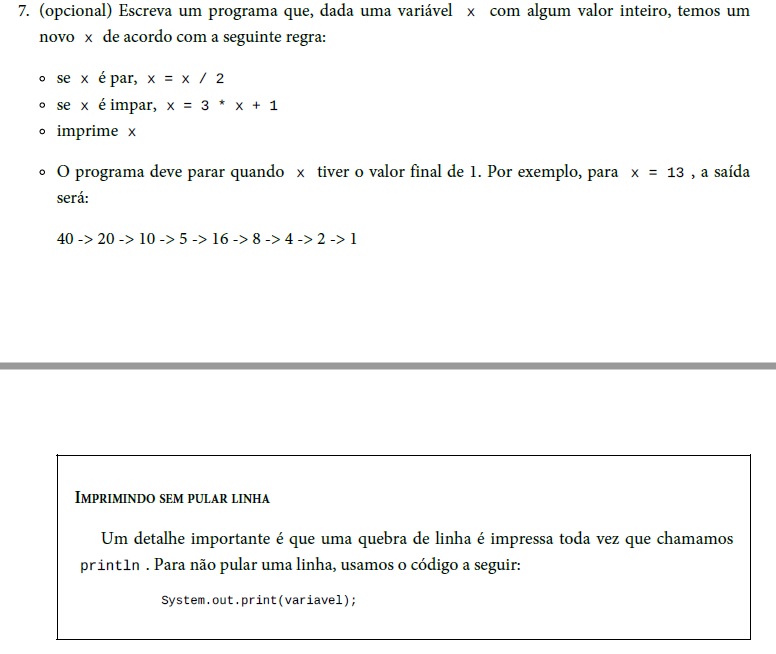 7. (opcional) Escreva um programa que, dada uma variável x com algum valor inteiro, temos um
novo x de acordo com a seguinte regra:
◦ se x é par, x = x / 2
◦ se x é impar, x = 3 * x + 1
◦ imprime x
◦ O programa deve parar quando x tiver o valor final de 1. Por exemplo, para x = 13 , a saída
será:
40 -> 20 -> 10 -> 5 -> 16 -> 8 -> 4 -> 2 -> 1
IMPRIMINDO SEM PULAR LINHA
Um detalhe importante é que uma quebra de linha é impressa toda vez que chamamos
println . Para não pular uma linha, usamos o código a seguir:
System.out.print(variavel);